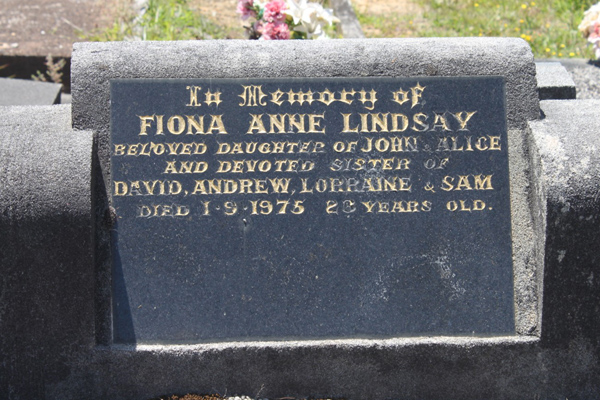 In Memory of
FIONA ANNE LINDSAY
BELOVED DAUGHTER OF JOHN & ALICE
AND DEVOTED SISTER OF
DAVID, ANDREW, LORRAINE & SAM
DIED 1-9-1975 YEARS OLD.